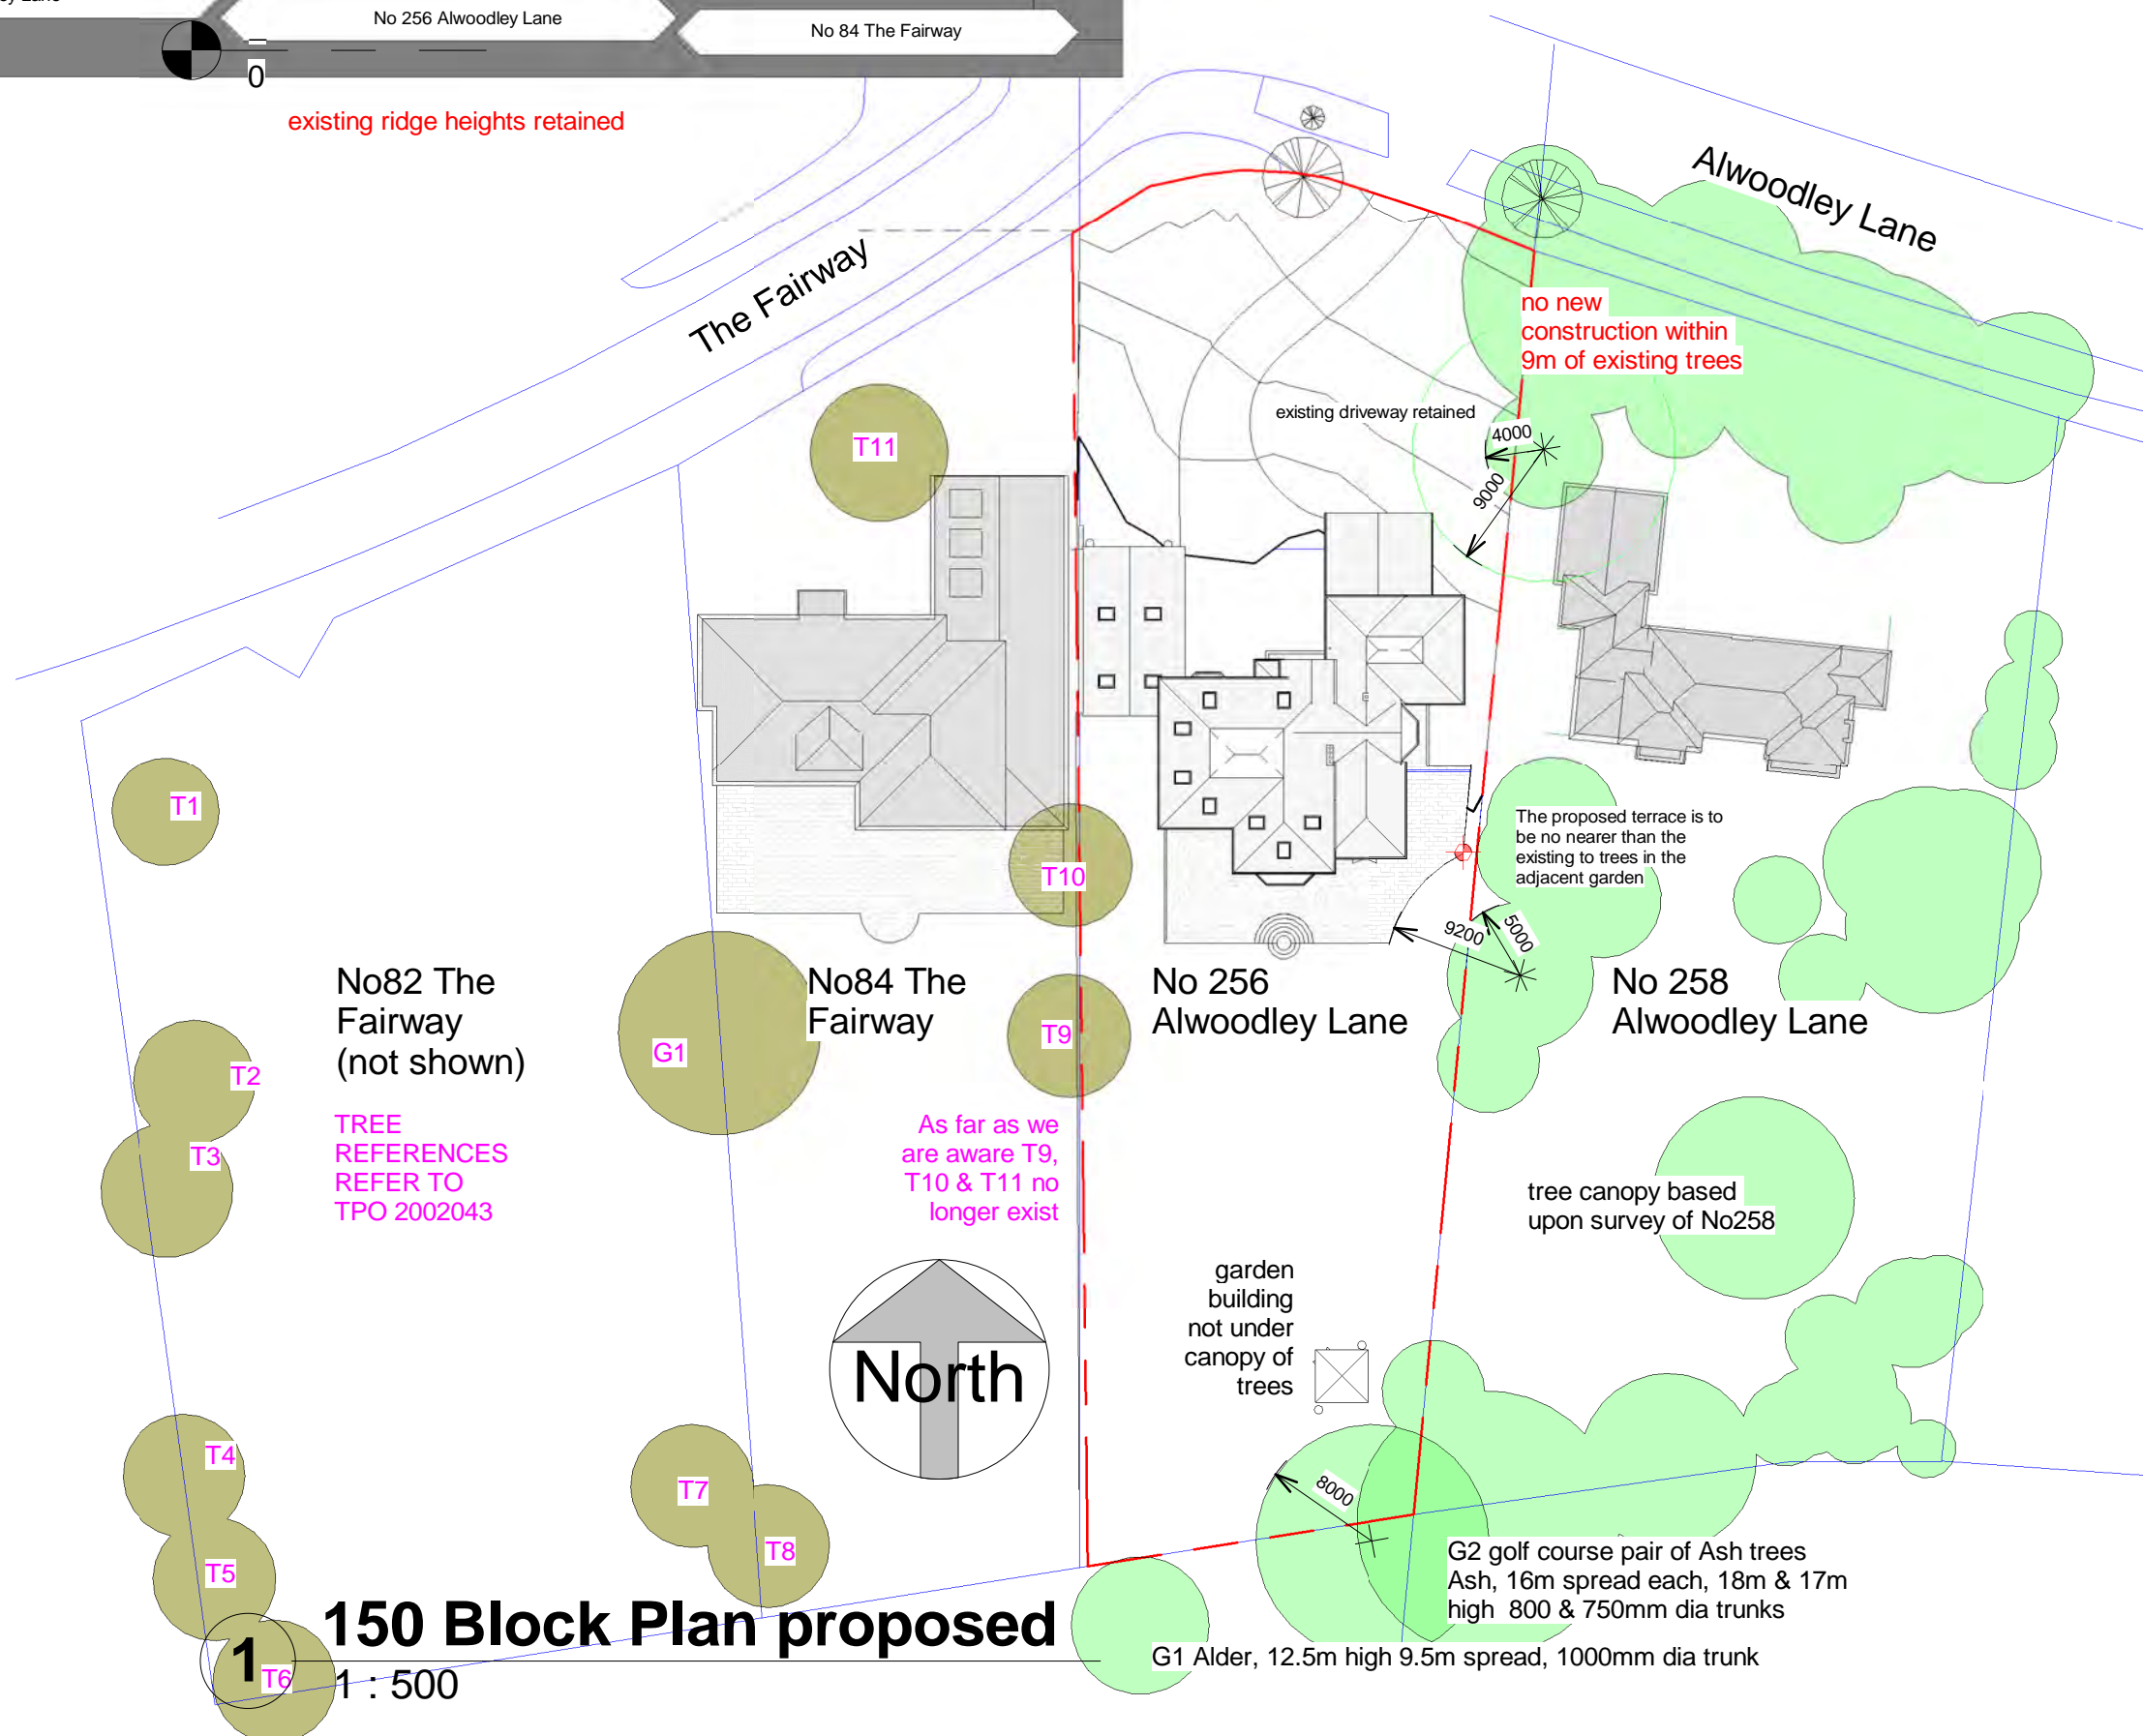 No 256 Alwoodley Lane
No 84 The Fairway
0
existing ridge heights retained
Alwoodley Lane
The Fairway
no new
construction within
9m of existing trees
existing driveway retained
4000
9000
T11
T1
The proposed terrace is to
be no nearer than the
existing to trees in the
adjacent garden
T10
9200
5000
No82 The
Fairway
(not shown)
No84 The
Fairway
No 256
Alwoodley Lane
No 258
Alwoodley Lane
G1
T9
T2
T3
TREE
REFERENCES
REFER TO
TPO 2002043
As far as we
are aware T9,
T10 & T11 no
longer exist
tree canopy based
upon survey of No258
garden
building
not under
canopy of
trees
North
T4
T7
8000
T8
T5
G2 golf course pair of Ash trees
Ash, 16m spread each, 18m & 17m
high 800 & 750mm dia trunks
G1 Alder, 12.5m high 9.5m spread, 1000mm dia trunk
1
150 Block Plan proposed
T6
1 : 500